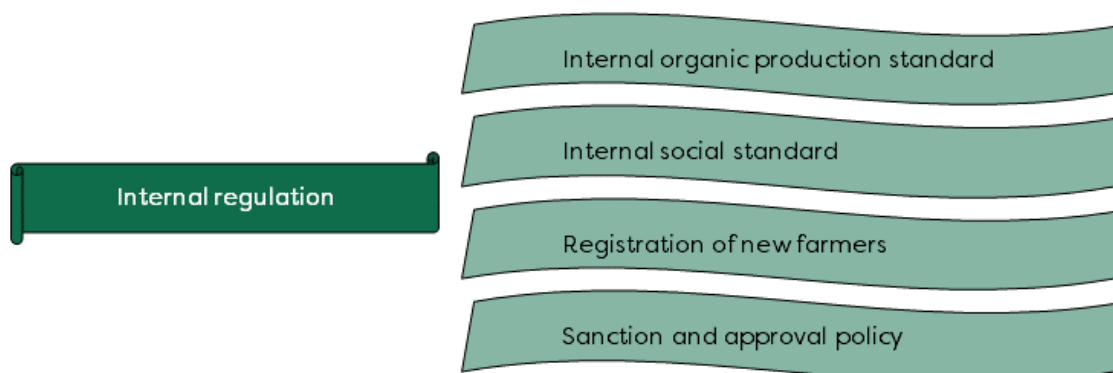 Internal regulation
Internal organic production standard
Internal social standard
Registration of new farmers
Sanction and approval policy